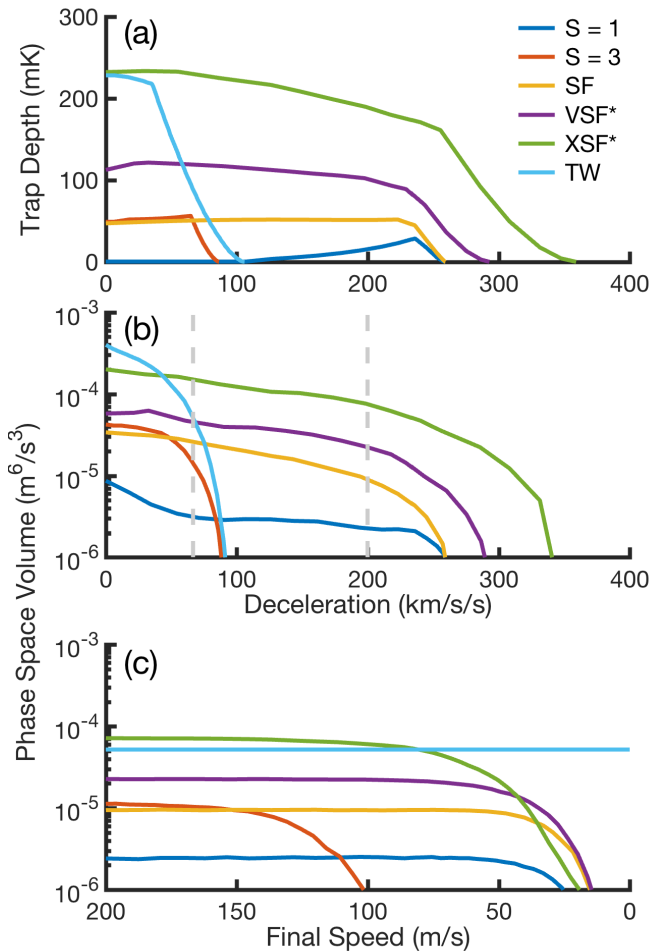 (a)
300
200
100
0
Trap Depth (mK)
S = 1
S = 3
SF
VSF*
XSF*
TW
0 100 200 300 400
(b)
10⁻³
10⁻⁴
10⁻⁵
10⁻⁶
0 100 200 300 400
Deceleration (km/s/s)
Phase Space Volume (m⁶/s³)
(c)
10⁻³
10⁻⁴
10⁻⁵
10⁻⁶
200 150 100 50 0
Final Speed (m/s)